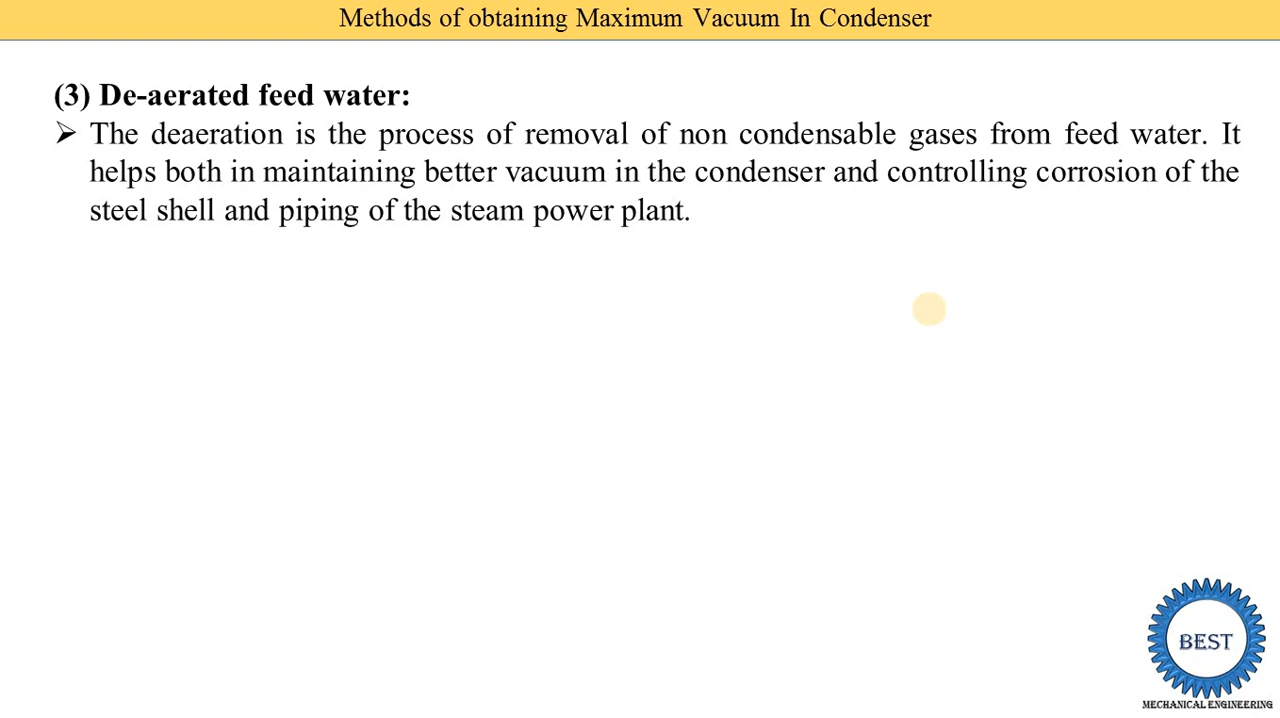 Methods of obtaining Maximum Vacuum In Condenser
(3) De-aerated feed water:
➢ The deaeration is the process of removal of non condensable gases from feed water. It
helps both in maintaining better vacuum in the condenser and controlling corrosion of the
steel shell and piping of the steam power plant.
BEST
MECHANICAL ENGINEERING